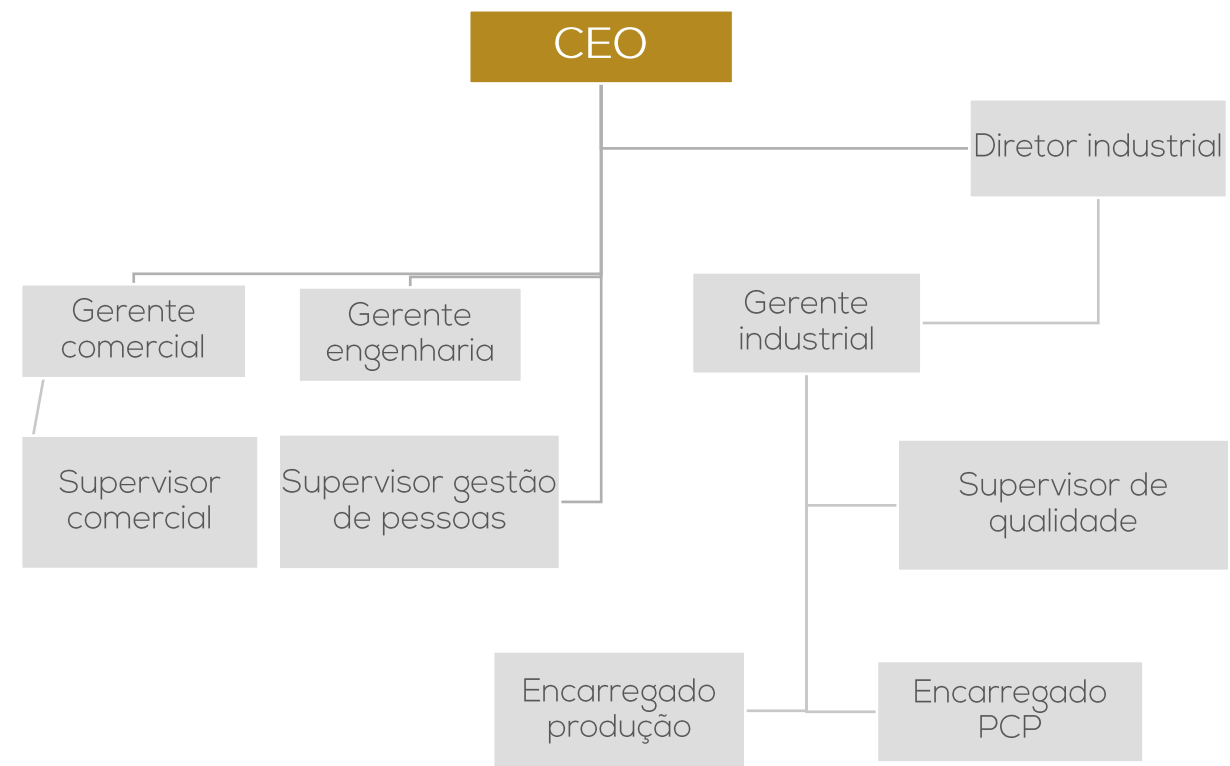 CEO
Diretor industrial
Gerente
comercial
Gerente
engenharia
Gerente
industrial
Supervisor
comercial
Supervisor gestão
de pessoas
Supervisor de
qualidade
Encarregado
produção
Encarregado
PCP